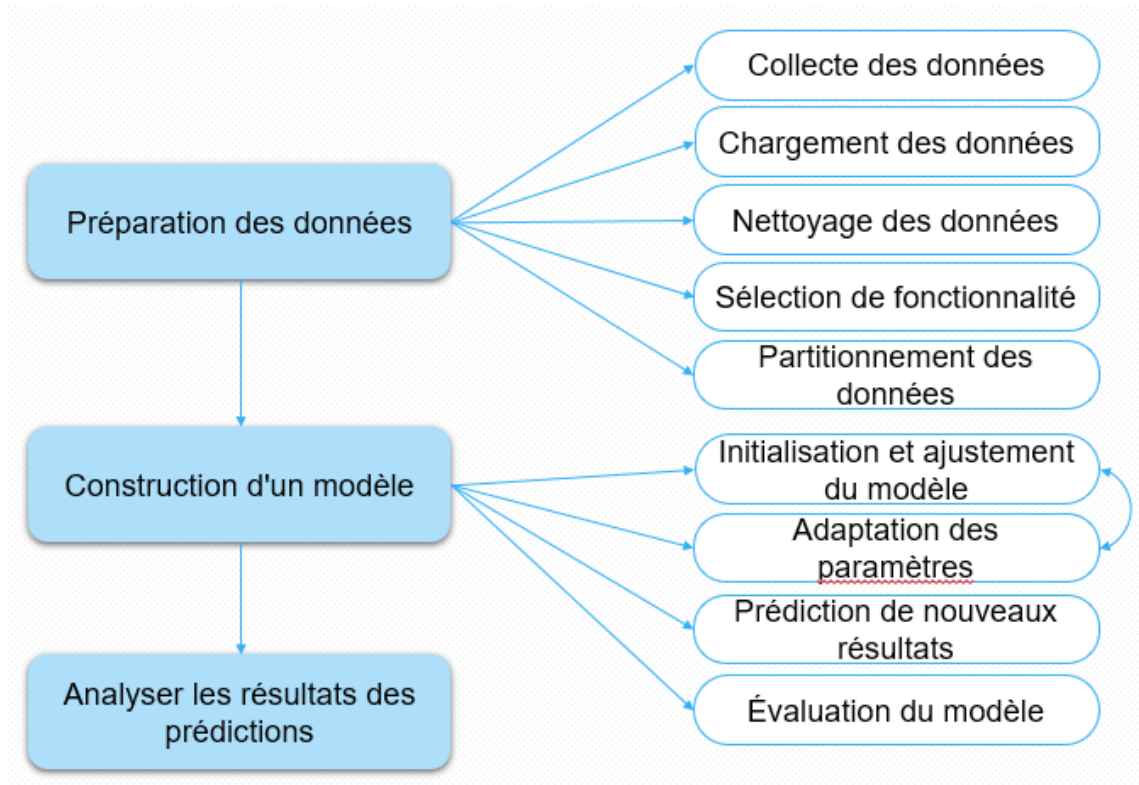 Préparation des données
Collecte des données
Chargement des données
Nettoyage des données
Sélection de fonctionnalité
Partitionnement des
données
Construction d'un modèle
Initialisation et ajustement
du modèle
Adaptation des
paramètres
Prédiction de nouveaux
résultats
Évaluation du modèle
Analyser les résultats des
prédictions